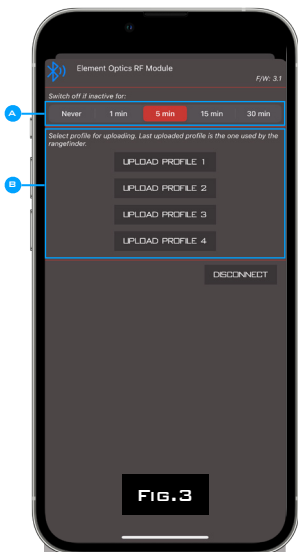 Element Optics RF Module
F/W: 3.1
Switch off if inactive for:
A
Never 1 min 5 min 15 min 30 min
Select profile for uploading. Last uploaded profile is the one used by the
rangefinder.
UPLOAD PROFILE 1
B
UPLOAD PROFILE 2
UPLOAD PROFILE 3
UPLOAD PROFILE 4
DISCONNECT
FIG.3